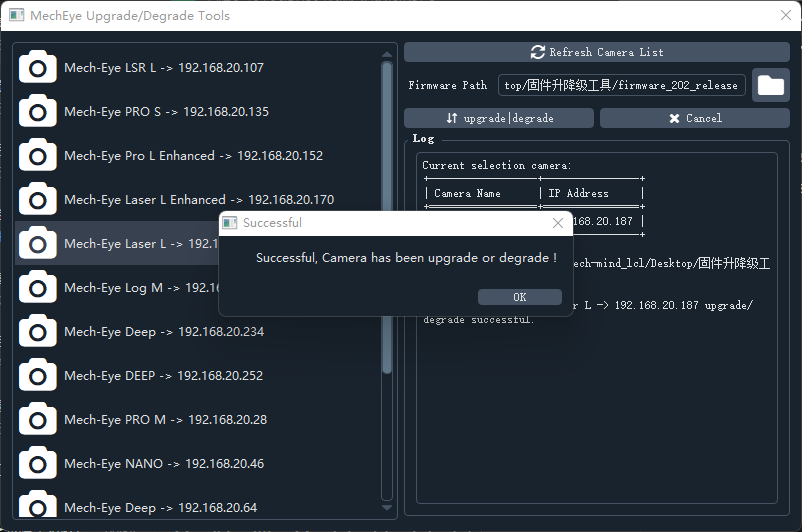 MechEye Upgrade/Degrade Tools
Mech-Eye LSR L -> 192.168.20.107
Mech-Eye PRO S -> 192.168.20.135
Mech-Eye Pro L Enhanced -> 192.168.20.152
Mech-Eye Laser L Enhanced -> 192.168.20.170
Mech-Eye Laser L -> 192.1
Mech-Eye Log M -> 192.16
Mech-Eye Deep -> 192.168.20.234
Mech-Eye DEEP -> 192.168.20.252
Mech-Eye PRO M -> 192.168.20.28
Mech-Eye NANO -> 192.168.20.46
Mech-Eye Deep -> 192.168.20.64
Refresh Camera List
Firmware Path
top/固件升降级工具/firmware_202_release
upgrade|degrade
Cancel
Log
Current selection camera:
| Camera Name | IP Address |
168.20.187 |
ech-mind_lcl/Desktop/固件升降级工
r L -> 192.168.20.187 upgrade/
degrade successful.
Successful
Successful, Camera has been upgrade or degrade !
OK